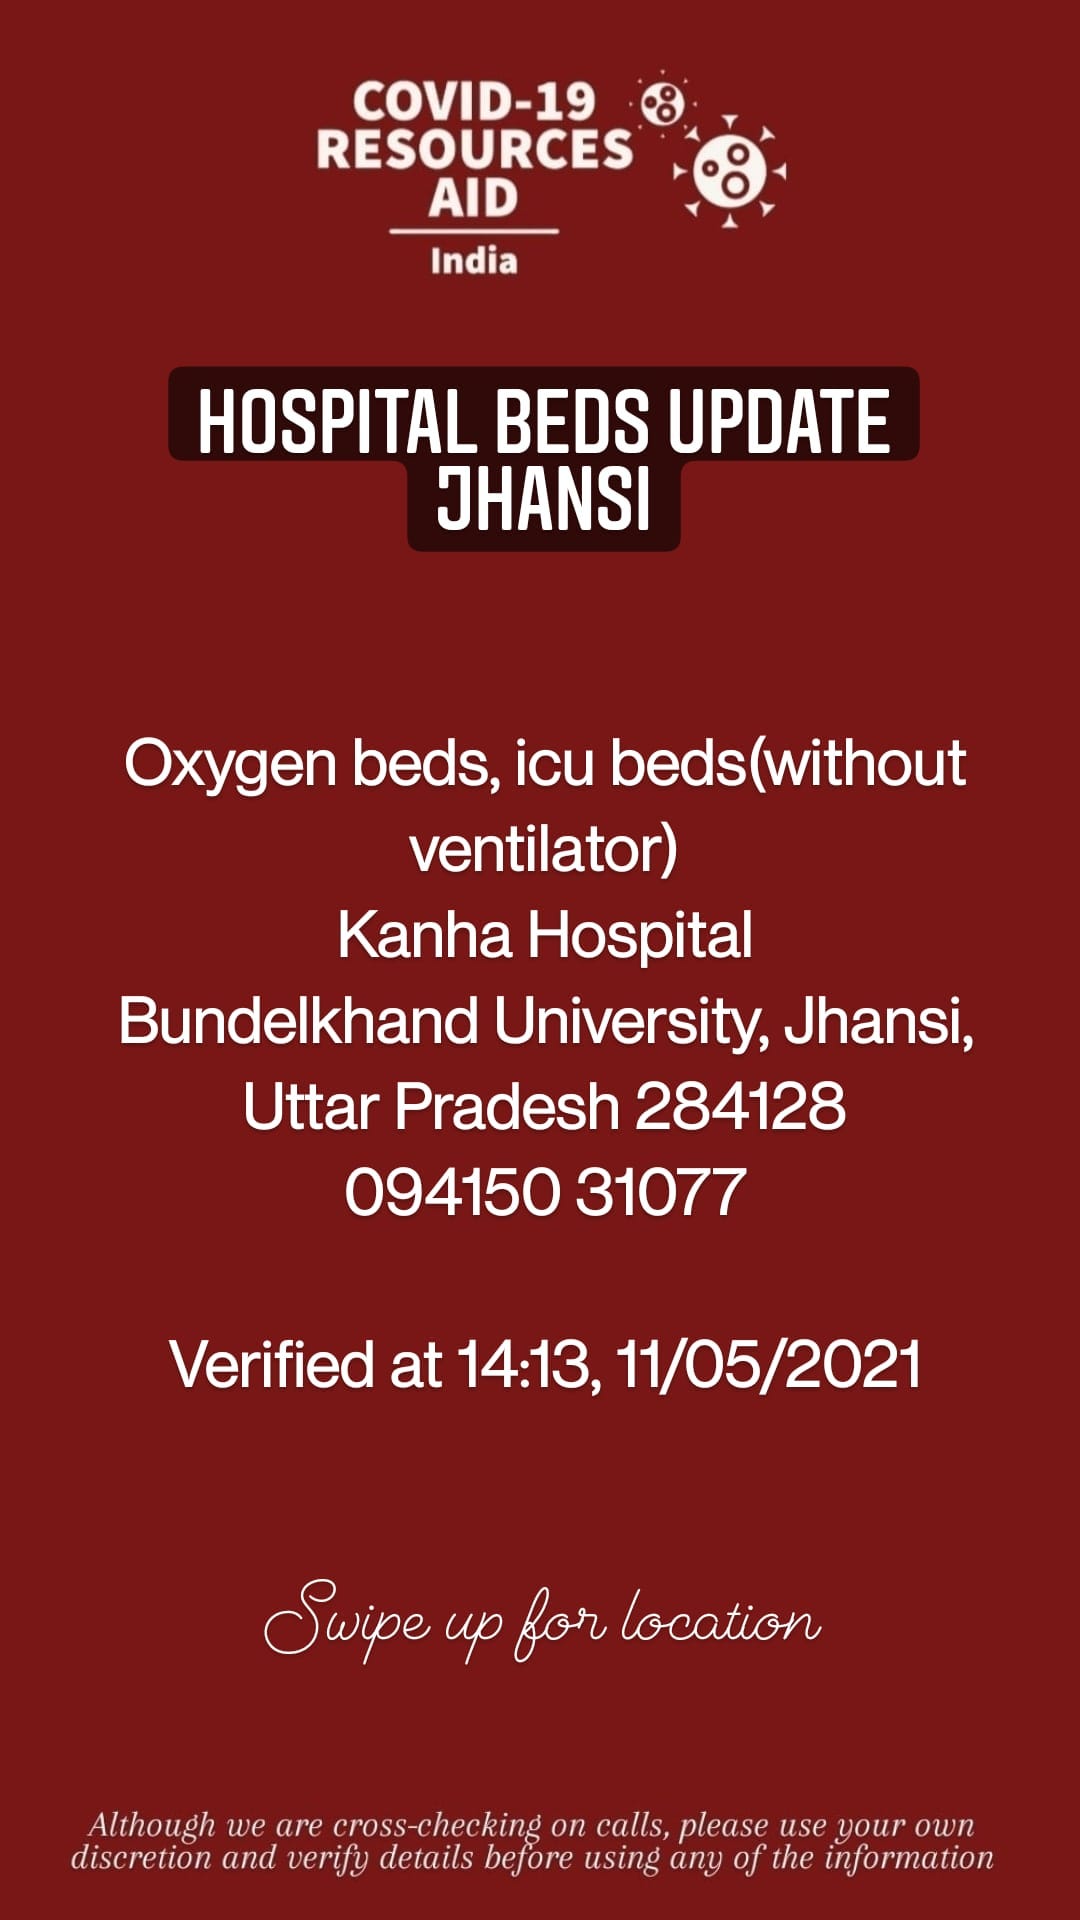 COVID-19
RESOURCES
AID
India
HOSPITAL BEDS UPDATE
JHANSI
Oxygen beds, icu beds(without
ventilator)
Kanha Hospital
Bundelkhand University, Jhansi,
Uttar Pradesh 284128
094150 31077
Verified at 14:13, 11/05/2021
Swipe up for location
Although we are cross-checking on calls, please use your own
discretion and verify details before using any of the information